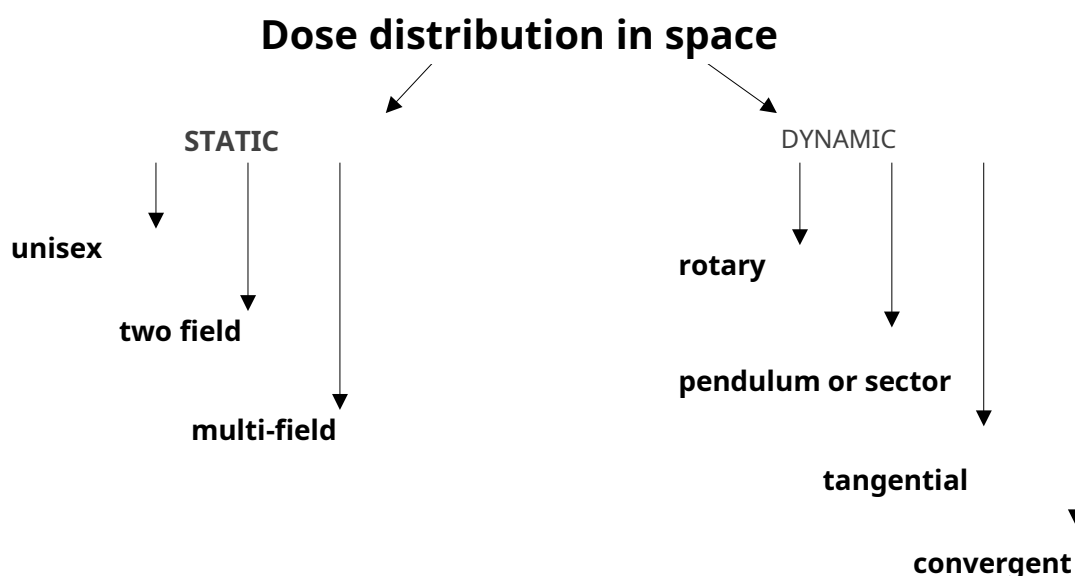 Dose distribution in space
STATIC
DYNAMIC
unisex
rotary
two field
pendulum or sector
multi-field
tangential
convergent